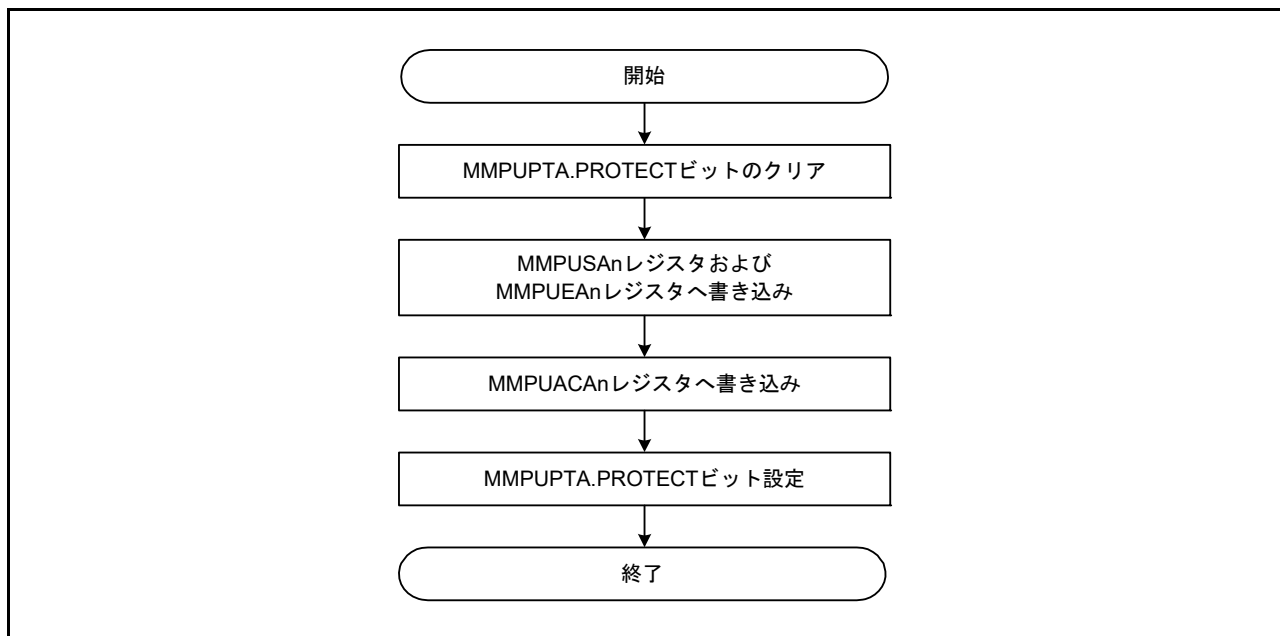 開始
MMPUPTA.PROTECTビットのクリア
MMPUSAnレジスタおよび
MMPUEAnレジスタへ書き込み
MMPUACAnレジスタへ書き込み
MMPUPTA.PROTECTビット設定
終了